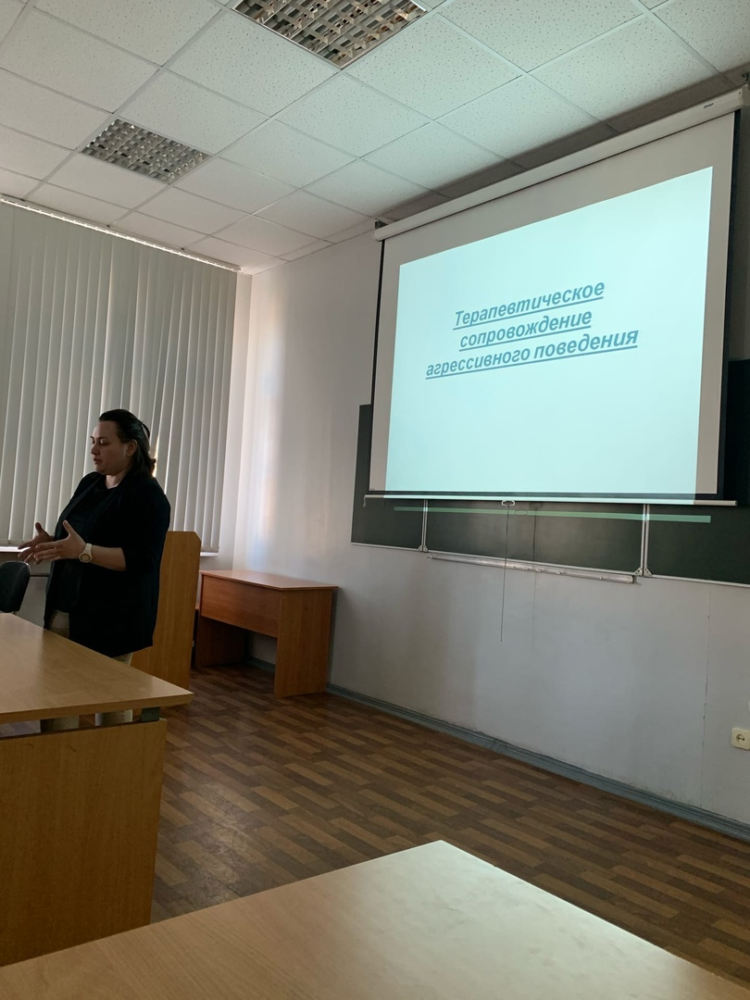 Терапевтическое
сопровождение
агрессивного поведения